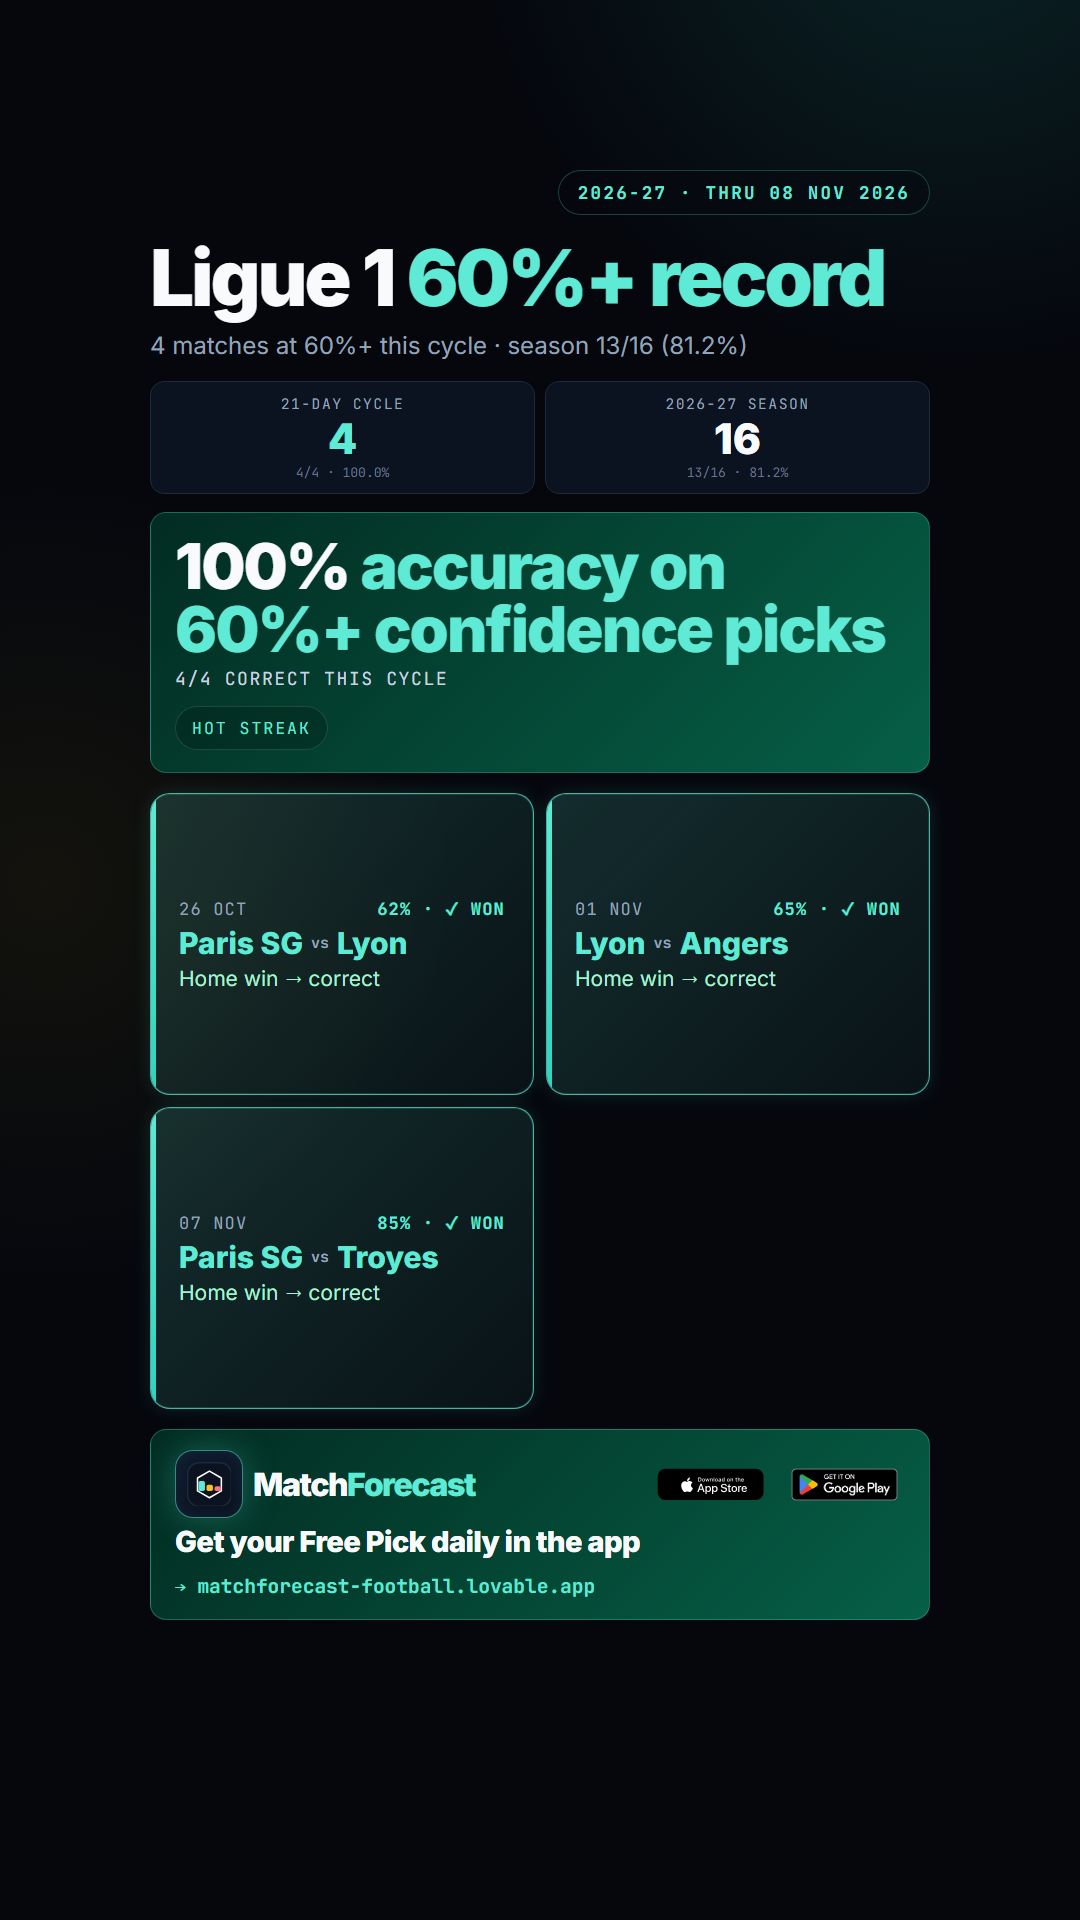 2026-27 · THRU 08 NOV 2026
Ligue 1 60%+ record
4 matches at 60%+ this cycle · season 13/16 (81.2%)
21-DAY CYCLE
4
4/4 · 100.0%
2026-27 SEASON
16
13/16 · 81.2%
100% accuracy on
60%+ confidence picks
4/4 CORRECT THIS CYCLE
HOT STREAK
26 OCT 62% · ✓ WON
Paris SG vs Lyon
Home win → correct
01 NOV 65% · ✓ WON
Lyon vs Angers
Home win → correct
07 NOV 85% · ✓ WON
Paris SG vs Troyes
Home win → correct
MatchForecast
Download on the
App Store
GET IT ON
Google Play
Get your Free Pick daily in the app
→ matchforecast-football.lovable.app